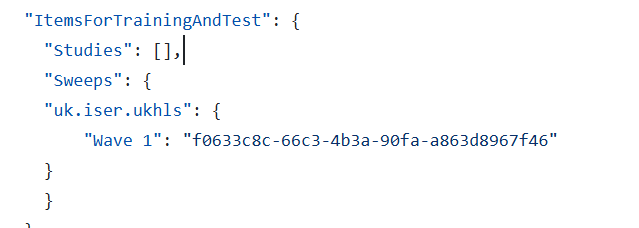 "ItemsForTrainingAndTest": {
"Studies": [],
"Sweeps": {
"uk.iser.ukhls": {
"Wave 1": "f0633c8c-66c3-4b3a-90fa-a863d8967f46"
}
}
}